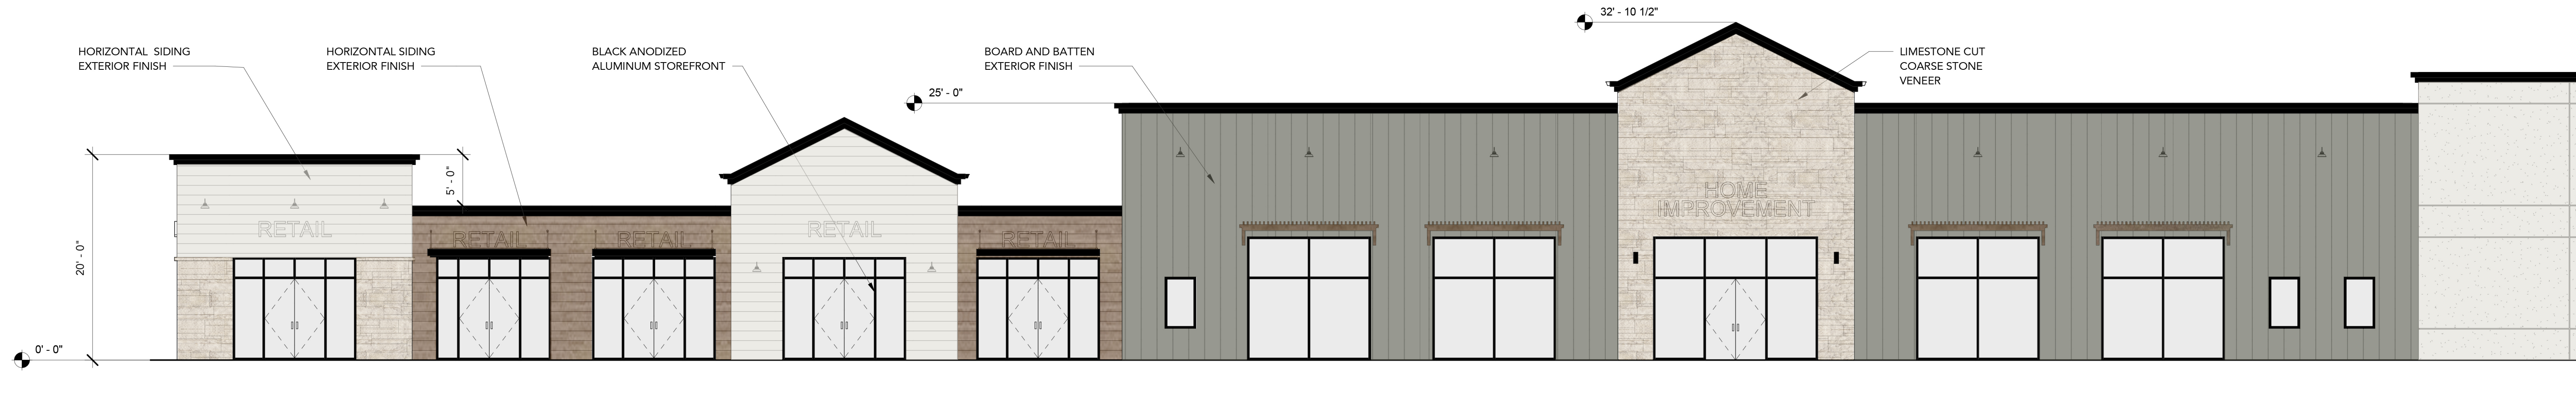 32' - 10 1/2"
HORIZONTAL SIDING
EXTERIOR FINISH
HORIZONTAL SIDING
EXTERIOR FINISH
BLACK ANODIZED
ALUMINUM STOREFRONT
BOARD AND BATTEN
EXTERIOR FINISH
LIMESTONE CUT
COARSE STONE
VENEER
25' - 0"
5' - 0"
HOME
IMPROVEMENT
RETAIL
RETAIL
RETAIL
RETAIL
RETAIL
20' - 0"
0' - 0"